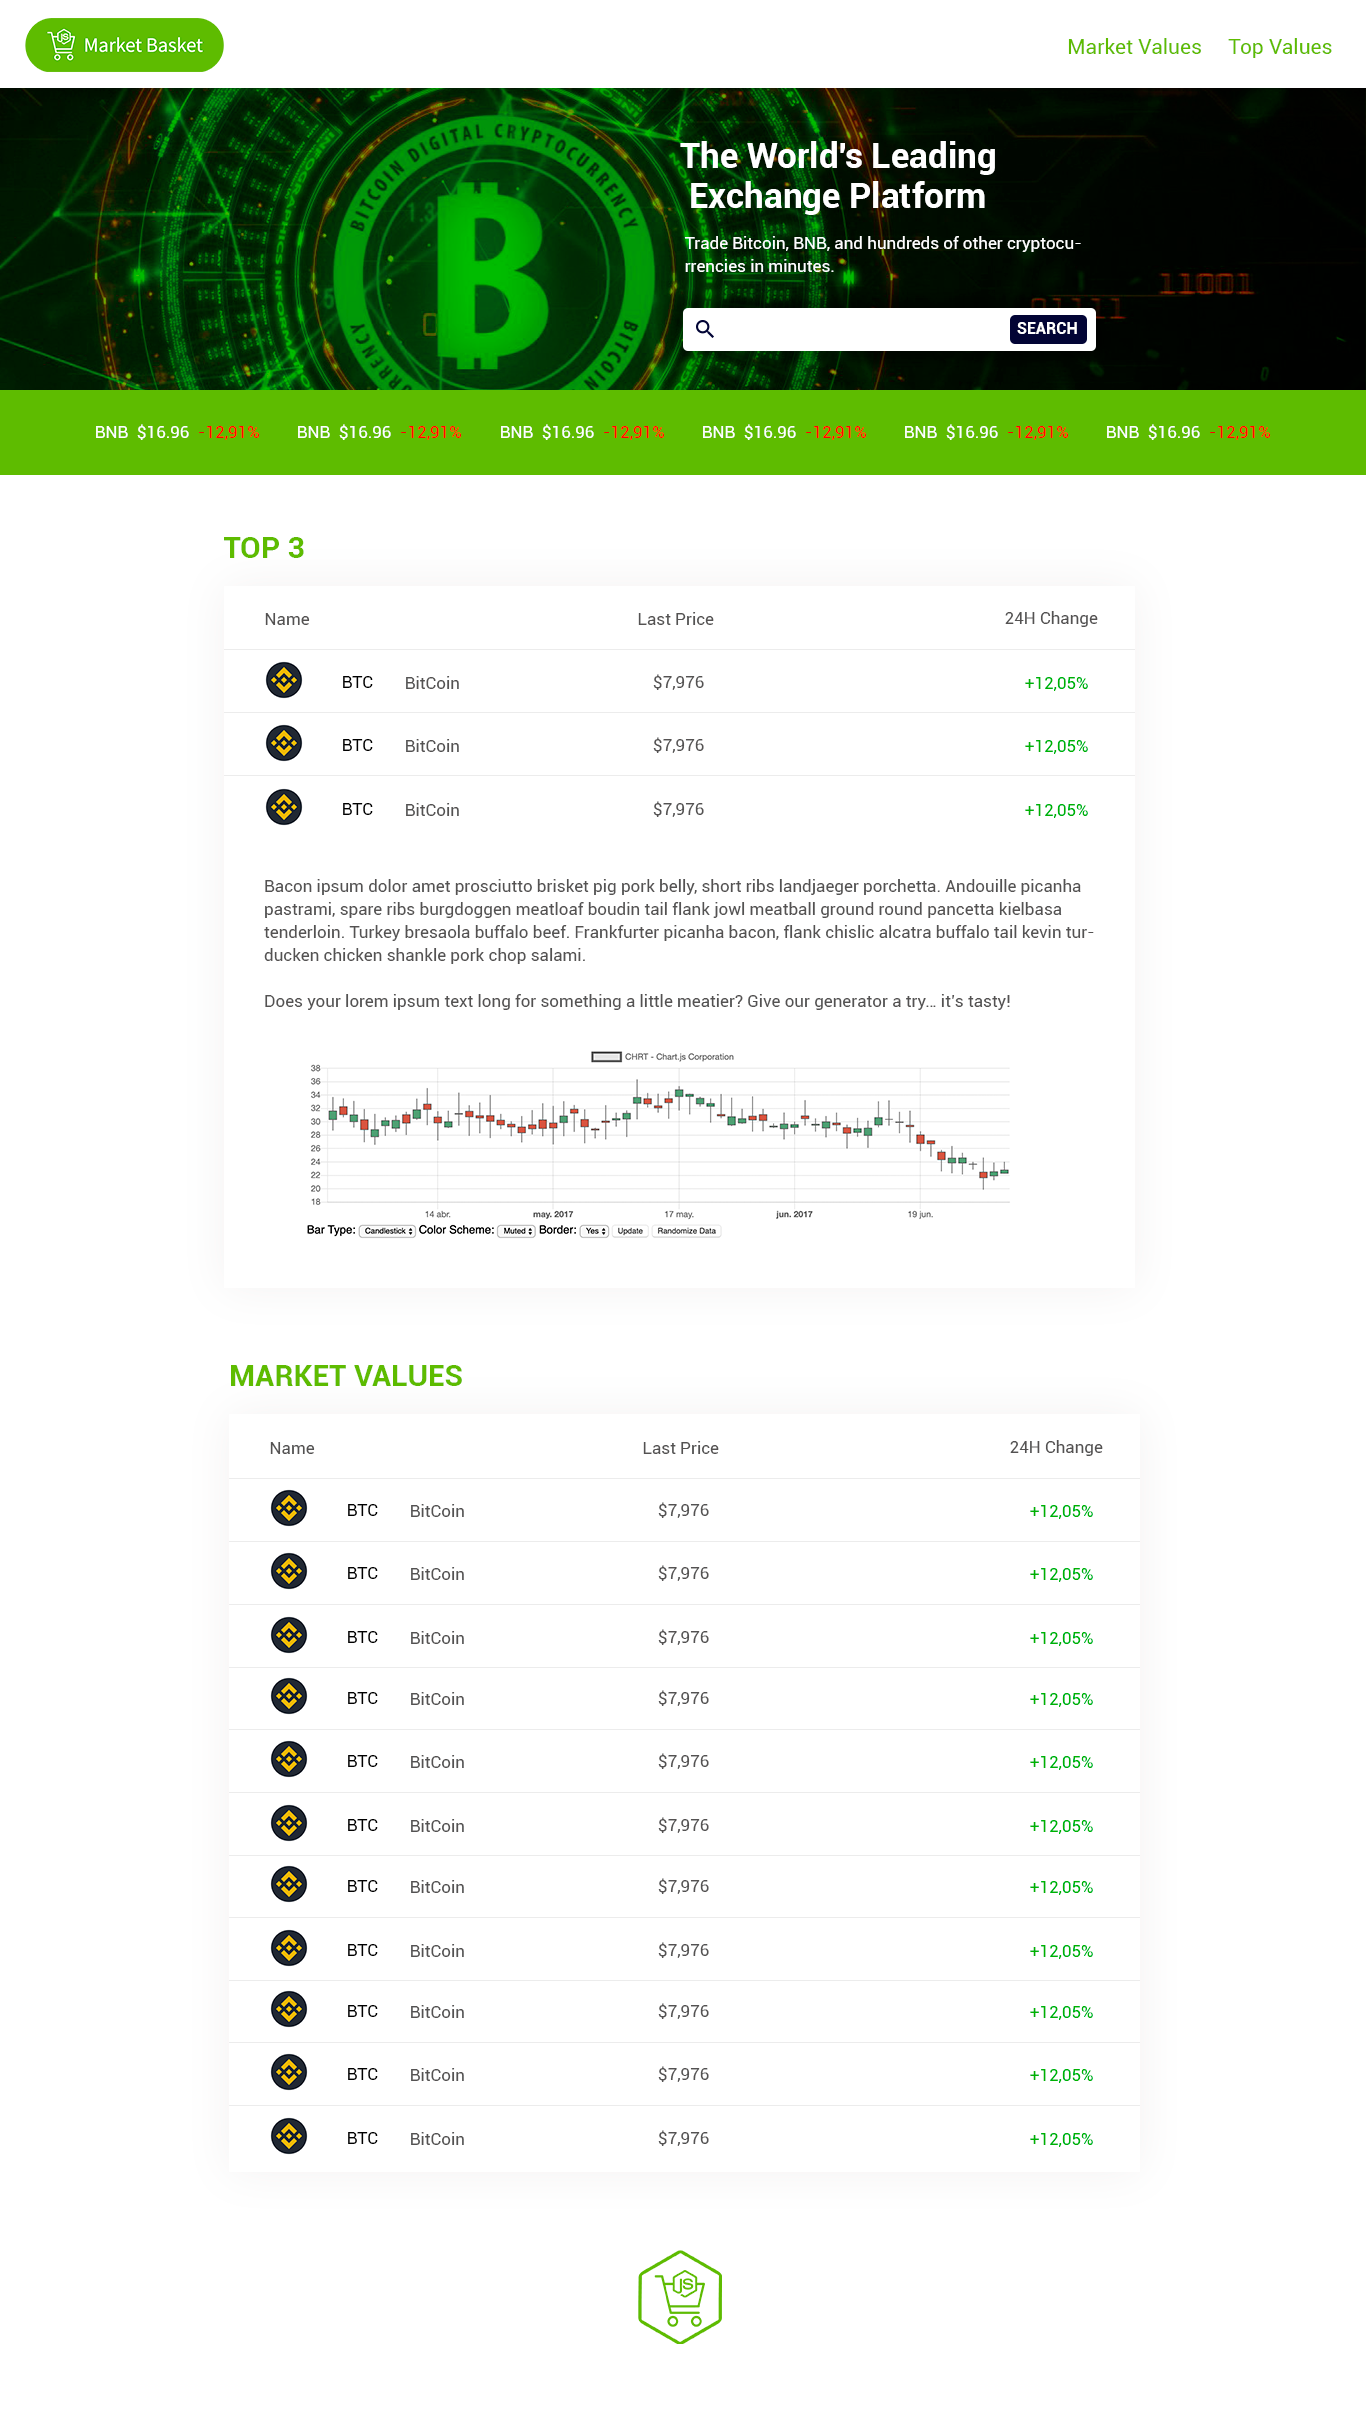 JS Market Basket
Market Values Top Values
BITCOIN DIGITAL CRYPTOCURRENCY
BITCOIN
The World's Leading
Exchange Platform
Trade Bitcoin, BNB, and hundreds of other cryptocu-
rrencies in minutes.
11001
01111
SEARCH
BNB $16.96 -12,91% BNB $16.96 -12,91% BNB $16.96 -12,91% BNB $16.96 -12,91% BNB $16.96 -12,91% BNB $16.96 -12,91%
TOP 3
Name Last Price 24H Change
BTC BitCoin $7,976 +12,05%
BTC BitCoin $7,976 +12,05%
BTC BitCoin $7,976 +12,05%
Bacon ipsum dolor amet prosciutto brisket pig pork belly, short ribs landjaeger porchetta. Andouille picanha
pastrami, spare ribs burgdoggen meatloaf boudin tail flank jowl meatball ground round pancetta kielbasa
tenderloin. Turkey bresaola buffalo beef. Frankfurter picanha bacon, flank chislic alcatra buffalo tail kevin tur-
ducken chicken shankle pork chop salami.
Does your lorem ipsum text long for something a little meatier? Give our generator a try... it's tasty!
CHRT - Chart.js Corporation
38
36
34
32
30
28
26
24
22
20
18
14 abr. may. 2017 17 may. jun. 2017 19 jun.
Bar Type: Candlestick Color Scheme: Muted Border: Yes Update Randomize Data
MARKET VALUES
Name Last Price 24H Change
BTC BitCoin $7,976 +12,05%
BTC BitCoin $7,976 +12,05%
BTC BitCoin $7,976 +12,05%
BTC BitCoin $7,976 +12,05%
BTC BitCoin $7,976 +12,05%
BTC BitCoin $7,976 +12,05%
BTC BitCoin $7,976 +12,05%
BTC BitCoin $7,976 +12,05%
BTC BitCoin $7,976 +12,05%
BTC BitCoin $7,976 +12,05%
BTC BitCoin $7,976 +12,05%
JS